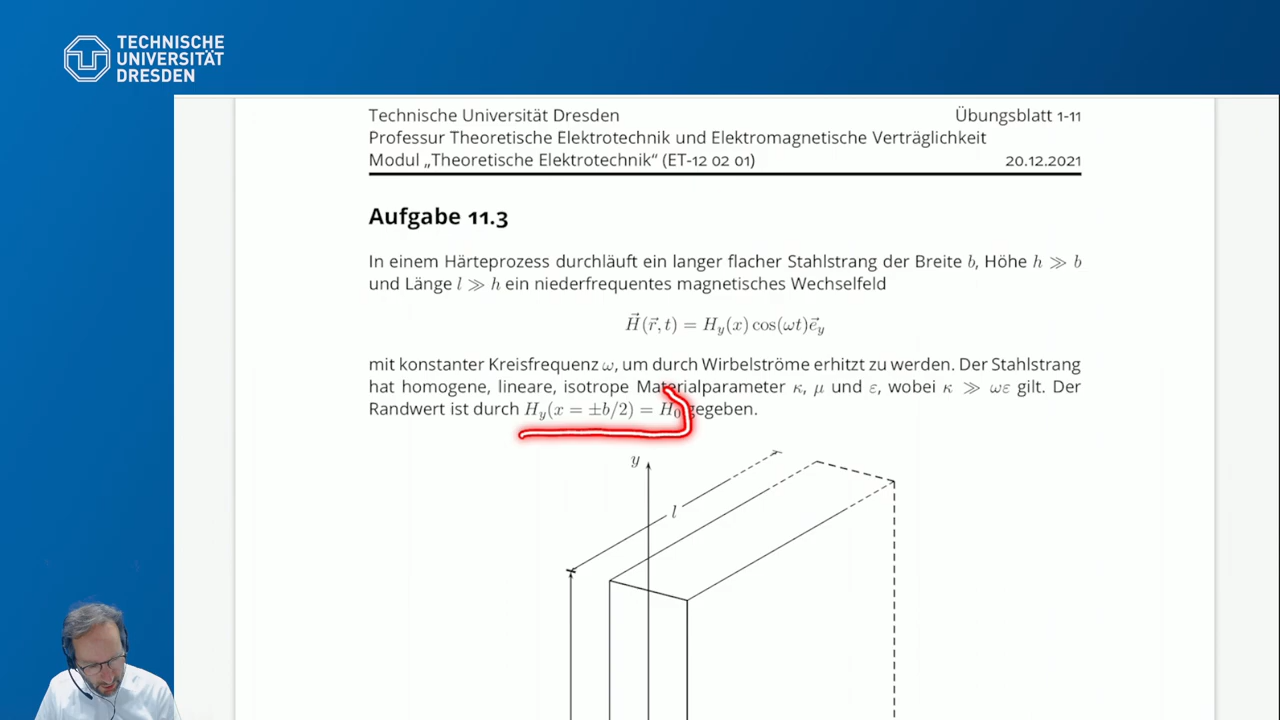 TECHNISCHE
UNIVERSITÄT
DRESDEN
Technische Universität Dresden Übungsblatt 1-11
Professur Theoretische Elektrotechnik und Elektromagnetische Verträglichkeit
Modul „Theoretische Elektrotechnik“ (ET-12 02 01) 20.12.2021
Aufgabe 11.3
In einem Härteprozess durchläuft ein langer flacher Stahlstrang der Breite b, Höhe h ≫ b
und Länge l ≫ h ein niederfrequentes magnetisches Wechselfeld
H⃗(r⃗, t) = H_y(x) cos(ωt)e⃗_y
mit konstanter Kreisfrequenz ω, um durch Wirbelströme erhitzt zu werden. Der Stahlstrang
hat homogene, lineare, isotrope Materialparameter κ, μ und ε, wobei κ ≫ ωε gilt. Der
Randwert ist durch H_y(x = ±b/2) = H_0 gegeben.
y
l